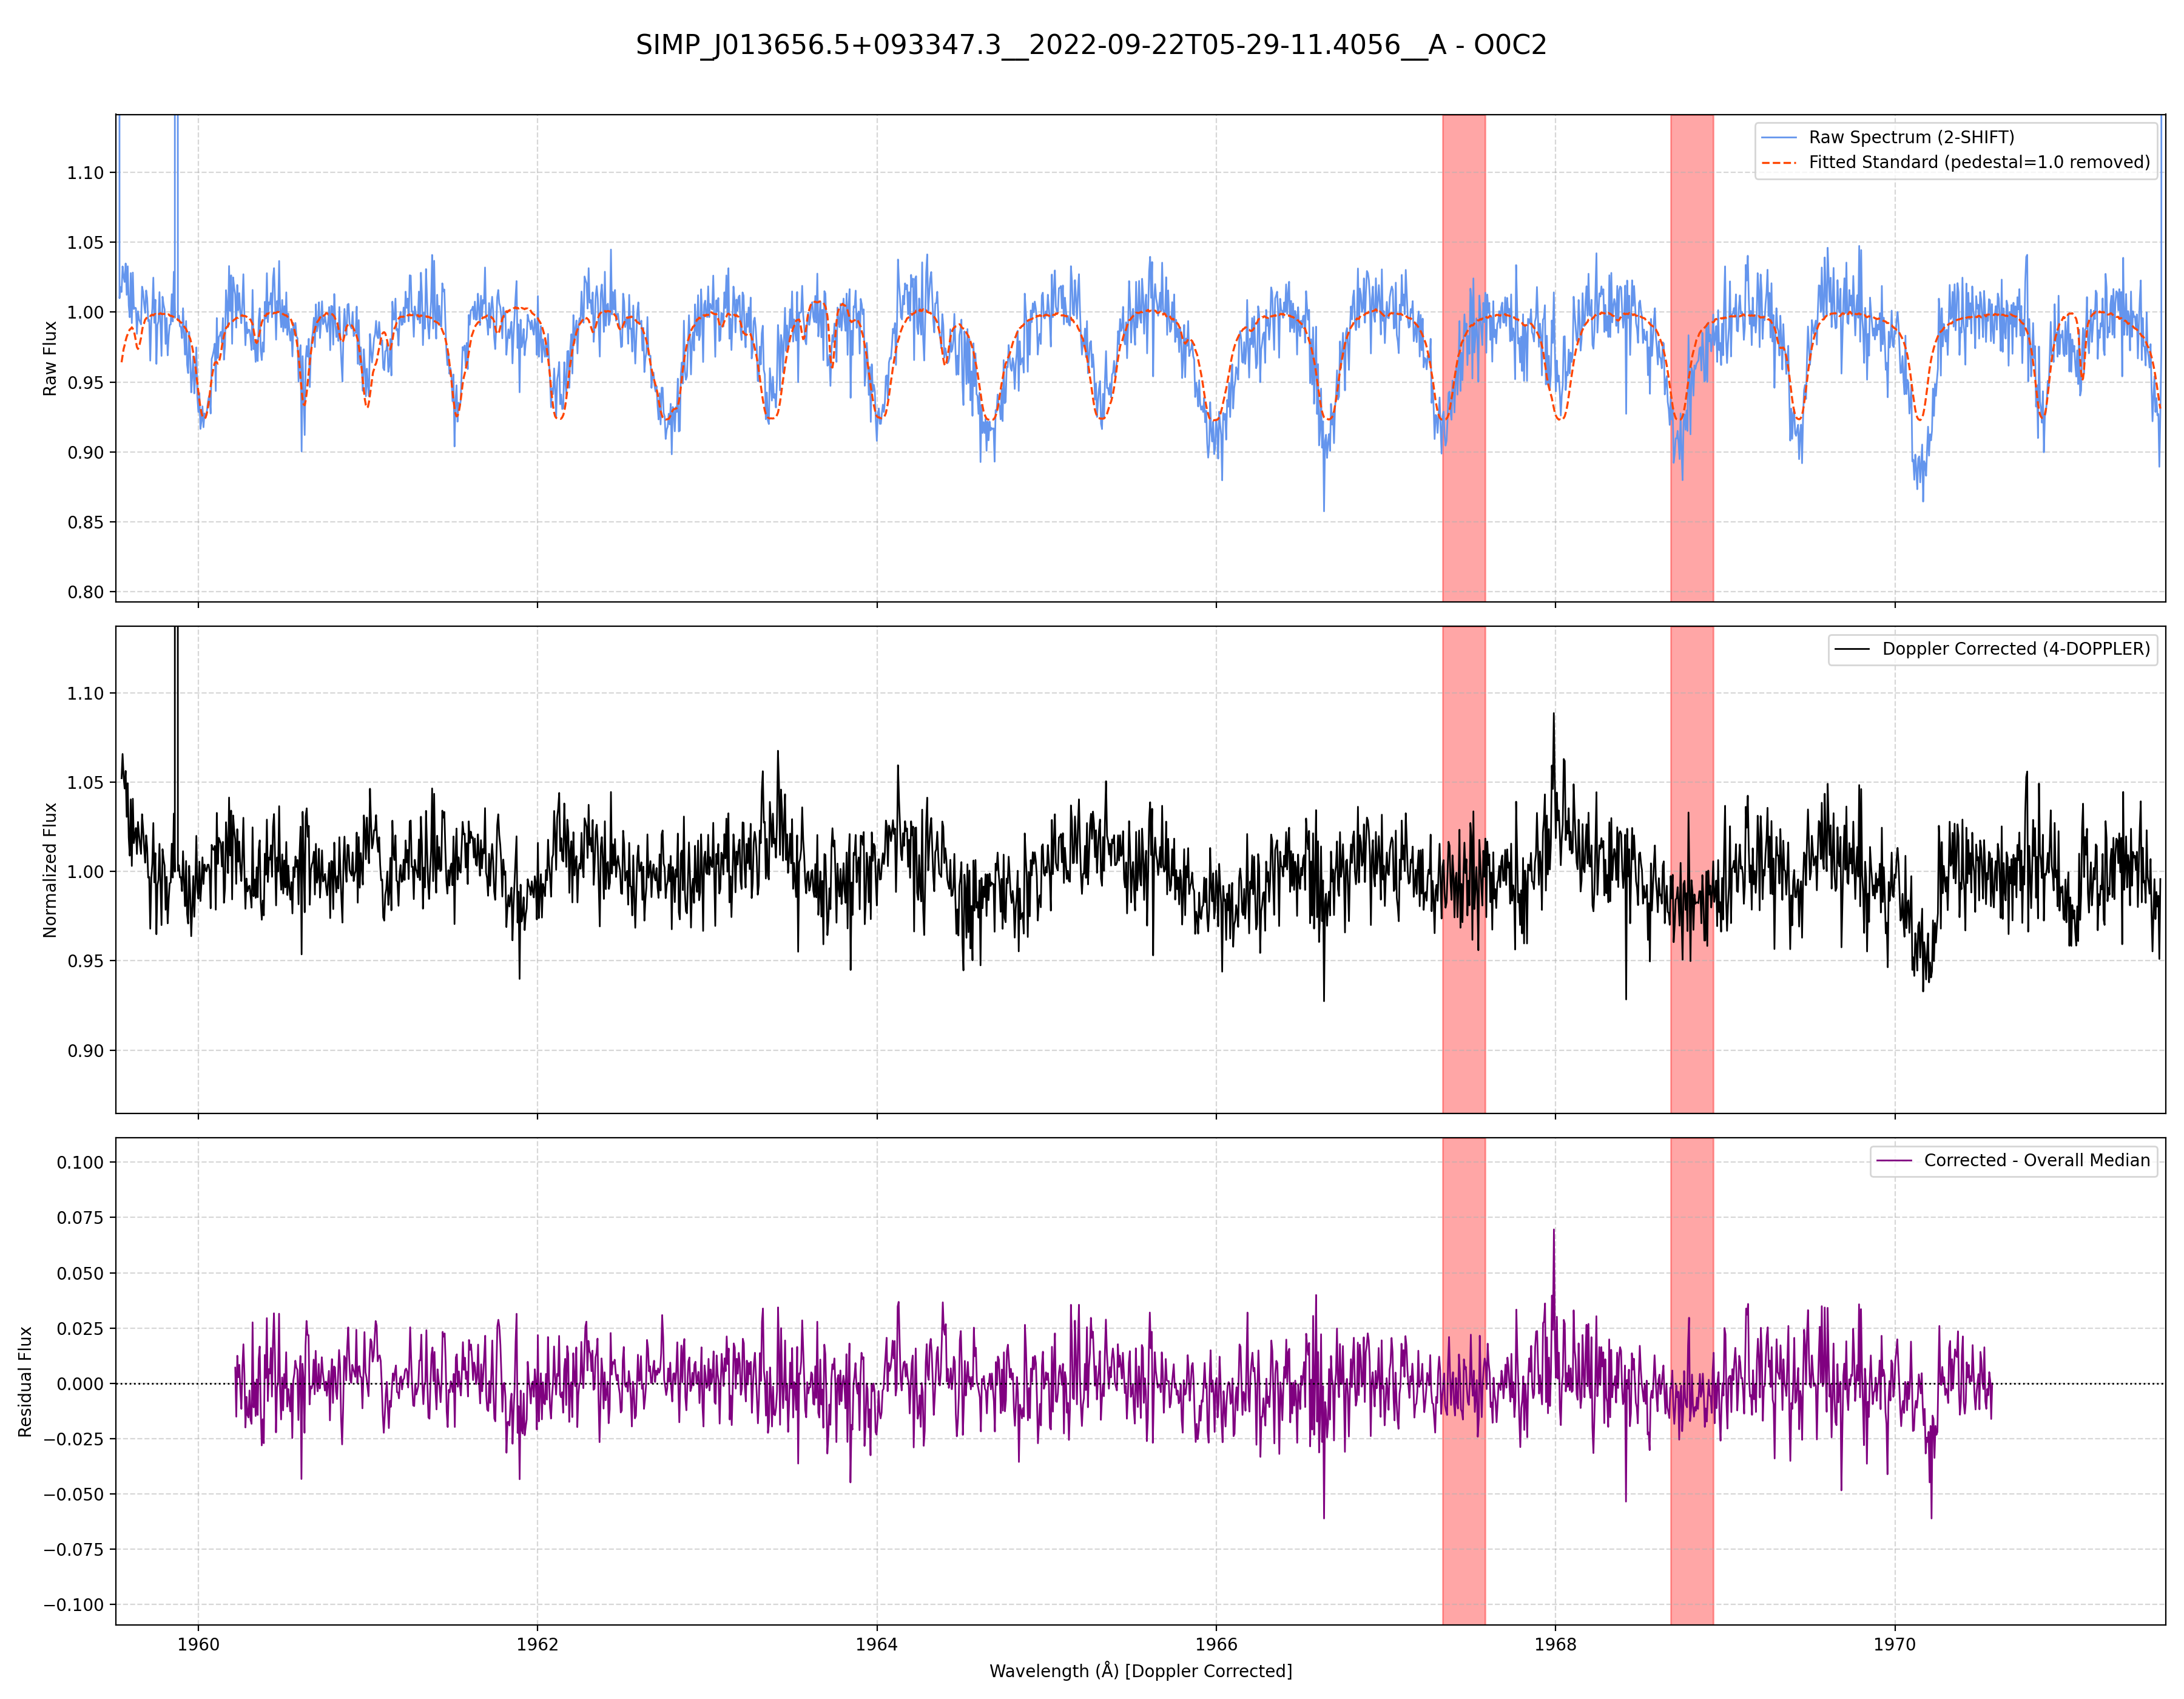 SIMP_J013656.5+093347.3__2022-09-22T05-29-11.4056__A - O0C2
Raw Flux
1.10
1.05
1.00
0.95
0.90
0.85
0.80
Raw Spectrum (2-SHIFT)
Fitted Standard (pedestal=1.0 removed)
Normalized Flux
1.10
1.05
1.00
0.95
0.90
Doppler Corrected (4-DOPPLER)
Residual Flux
0.100
0.075
0.050
0.025
0.000
−0.025
−0.050
−0.075
−0.100
Corrected - Overall Median
1960 1962 1964 1966 1968 1970
Wavelength (Å) [Doppler Corrected]